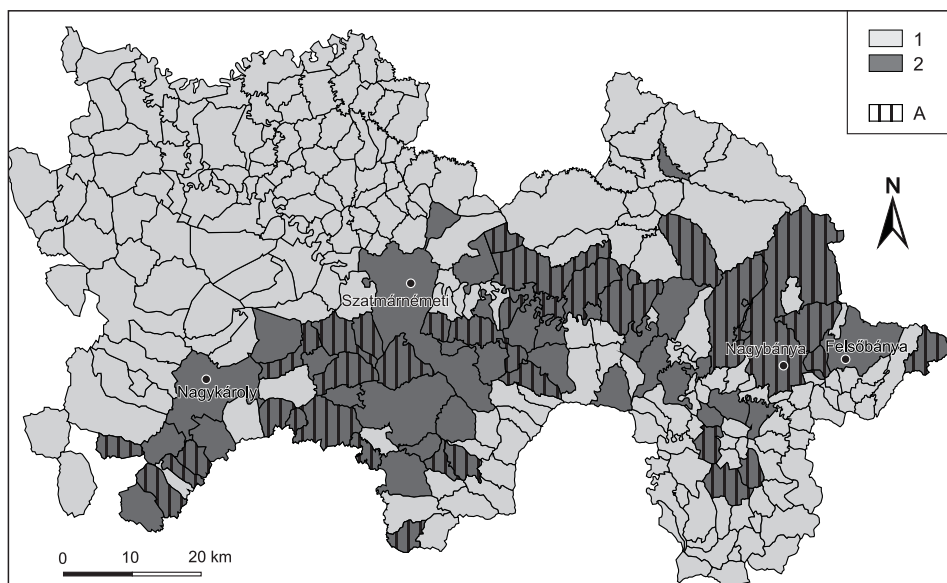 1
2
A
N
Szatmárnémeti
Nagybánya
Felsőbánya
Nagykároly
0 10 20 km